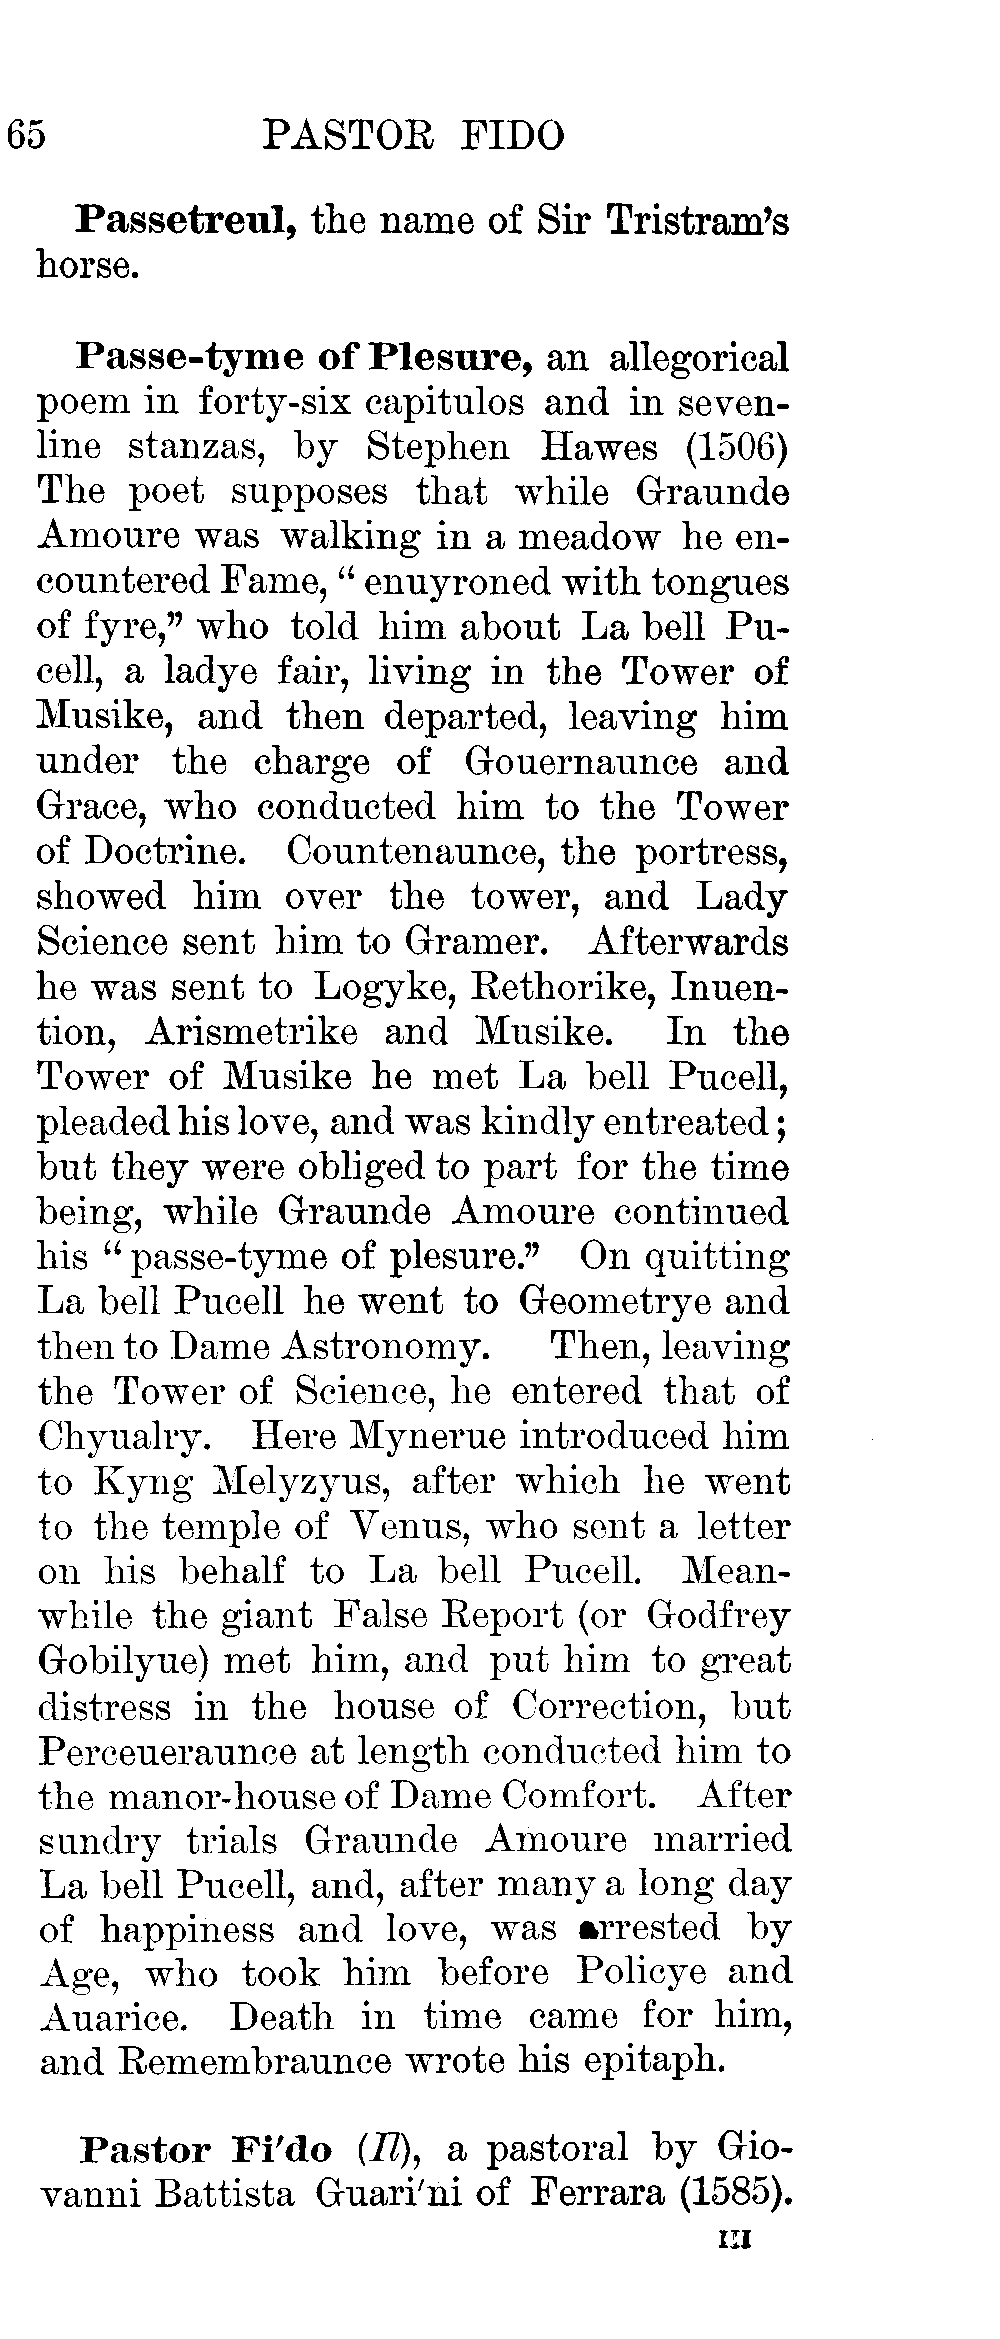 65 PASTOR FIDO
Passetreul, the name of Sir Tristram's
horse.
Passe-tyme of Plesure, an allegorical
poem in forty-six capitulos and in seven-
line stanzas, by Stephen Hawes (1506)
The poet supposes that while Graunde
Amoure was walking in a meadow he en-
countered Fame, “ enuyroned with tongues
of fyre,” who told him about La bell Pu-
cell, a ladye fair, living in the Tower of
Musike, and then departed, leaving him
under the charge of Gouernaunce and
Grace, who conducted him to the Tower
of Doctrine. Countenaunce, the portress,
showed him over the tower, and Lady
Science sent him to Gramer. Afterwards
he was sent to Logyke, Rethorike, Inuen-
tion, Arismetrike and Musike. In the
Tower of Musike he met La bell Pucell,
pleaded his love, and was kindly entreated ;
but they were obliged to part for the time
being, while Graunde Amoure continued
his “ passe-tyme of plesure.” On quitting
La bell Pucell he went to Geometrye and
then to Dame Astronomy. Then, leaving
the Tower of Science, he entered that of
Chyualry. Here Mynerue introduced him
to Kyng Melyzyus, after which he went
to the temple of Venus, who sent a letter
on his behalf to La bell Pucell. Mean-
while the giant False Report (or Godfrey
Gobilyue) met him, and put him to great
distress in the house of Correction, but
Perceueraunce at length conducted him to
the manor-house of Dame Comfort. After
sundry trials Graunde Amoure married
La bell Pucell, and, after many a long day
of happiness and love, was arrested by
Age, who took him before Policye and
Auarice. Death in time came for him,
and Remembraunce wrote his epitaph.
Pastor Fi'do (Il), a pastoral by Gio-
vanni Battista Guari'ni of Ferrara (1585).
III